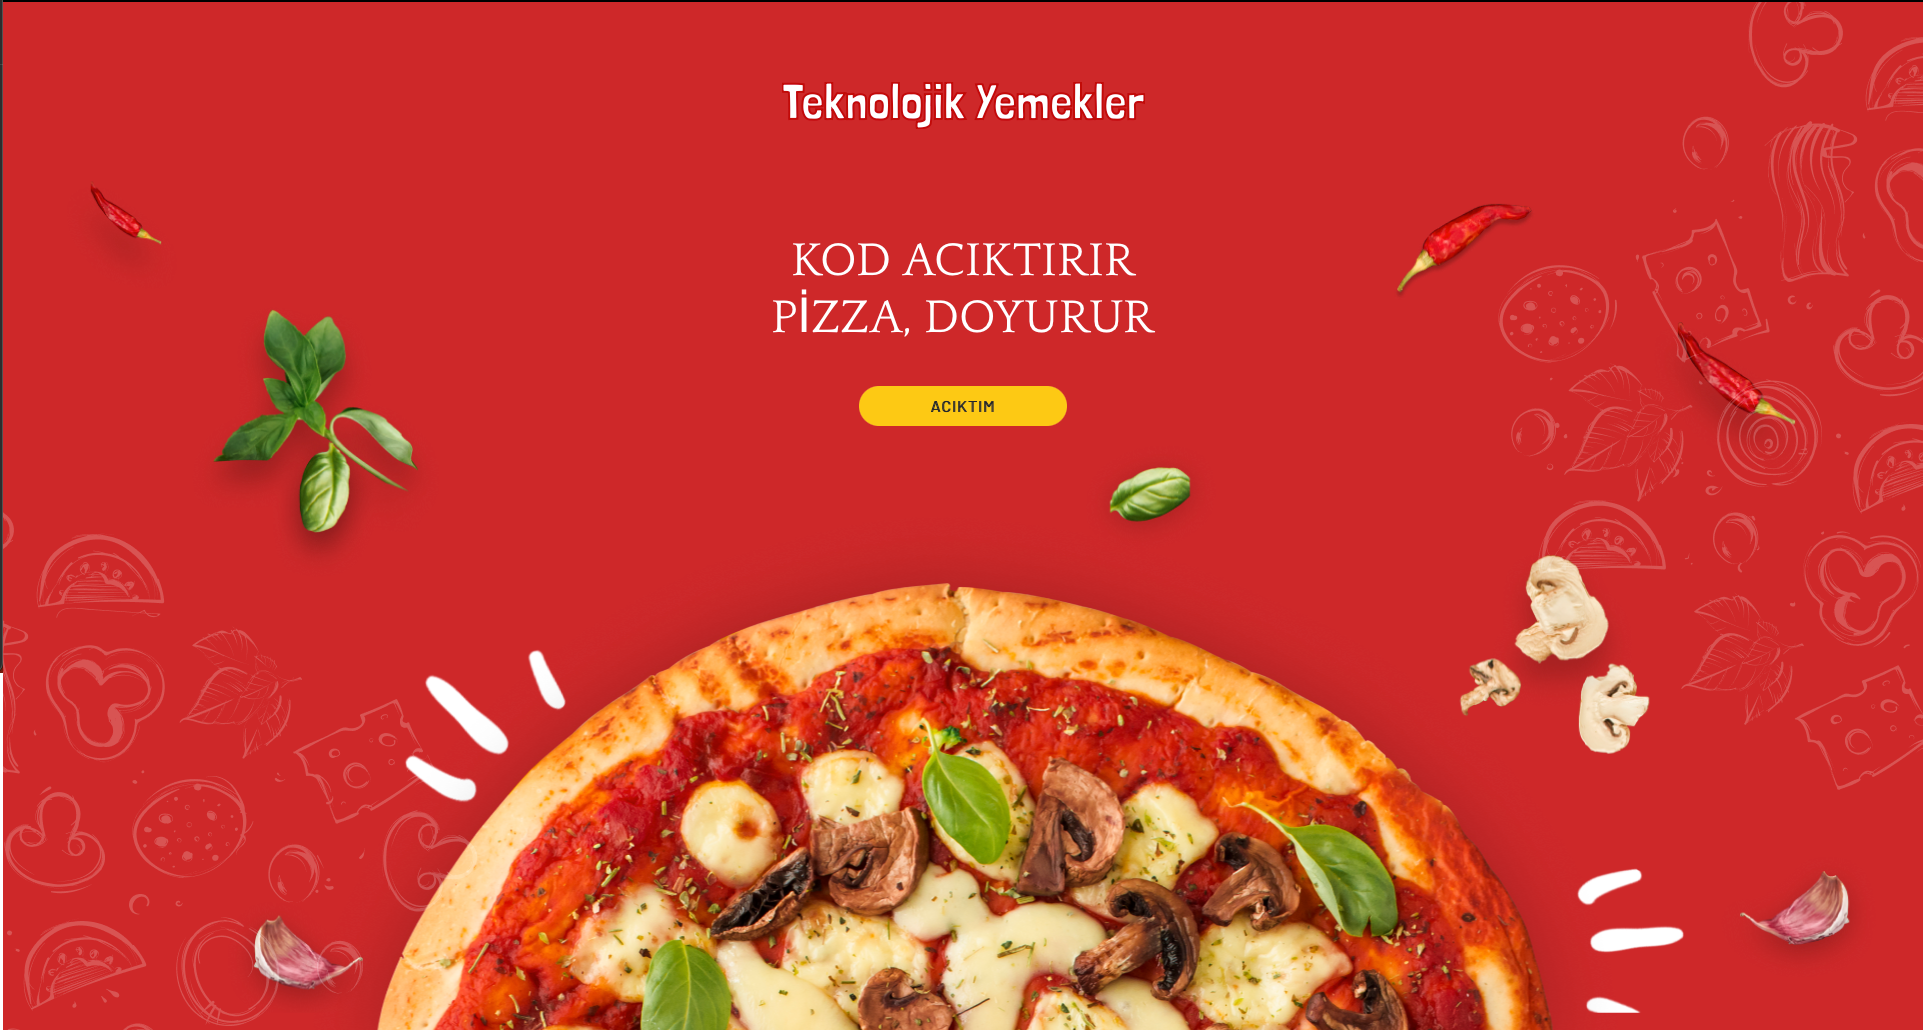 Teknolojik Yemekler
KOD ACIKTIRIR
PİZZA, DOYURUR
ACIKTIM